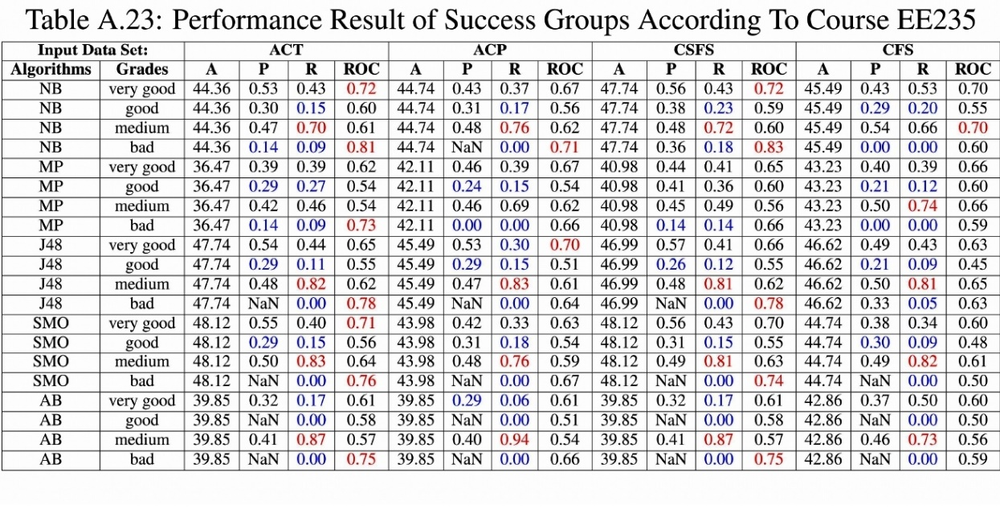 Table A.23: Performance Result of Success Groups According To Course EE235
Input Data Set: ACT ACP CSFS CFS
Algorithms Grades A P R ROC A P R ROC A P R ROC A P R ROC
NB very good 44.36 0.53 0.43 0.72 44.74 0.43 0.37 0.67 47.74 0.56 0.43 0.72 45.49 0.43 0.53 0.70
NB good 44.36 0.30 0.15 0.60 44.74 0.31 0.17 0.56 47.74 0.38 0.23 0.59 45.49 0.29 0.20 0.55
NB medium 44.36 0.47 0.70 0.61 44.74 0.48 0.76 0.62 47.74 0.48 0.72 0.60 45.49 0.54 0.66 0.70
NB bad 44.36 0.14 0.09 0.81 44.74 NaN 0.00 0.71 47.74 0.36 0.18 0.83 45.49 0.00 0.00 0.60
MP very good 36.47 0.39 0.39 0.62 42.11 0.46 0.39 0.67 40.98 0.44 0.41 0.65 43.23 0.40 0.39 0.66
MP good 36.47 0.29 0.27 0.54 42.11 0.24 0.15 0.54 40.98 0.41 0.36 0.60 43.23 0.21 0.12 0.60
MP medium 36.47 0.42 0.46 0.54 42.11 0.46 0.69 0.62 40.98 0.45 0.49 0.56 43.23 0.50 0.74 0.66
MP bad 36.47 0.14 0.09 0.73 42.11 0.00 0.00 0.66 40.98 0.14 0.14 0.66 43.23 0.00 0.00 0.59
J48 very good 47.74 0.54 0.44 0.65 45.49 0.53 0.30 0.70 46.99 0.57 0.41 0.66 46.62 0.49 0.43 0.63
J48 good 47.74 0.29 0.11 0.55 45.49 0.29 0.15 0.51 46.99 0.26 0.12 0.55 46.62 0.21 0.09 0.45
J48 medium 47.74 0.48 0.82 0.62 45.49 0.47 0.83 0.61 46.99 0.48 0.81 0.62 46.62 0.50 0.81 0.65
J48 bad 47.74 NaN 0.00 0.78 45.49 NaN 0.00 0.64 46.99 NaN 0.00 0.78 46.62 0.33 0.05 0.63
SMO very good 48.12 0.55 0.40 0.71 43.98 0.42 0.33 0.63 48.12 0.56 0.43 0.70 44.74 0.38 0.34 0.60
SMO good 48.12 0.29 0.15 0.56 43.98 0.31 0.18 0.54 48.12 0.31 0.15 0.55 44.74 0.30 0.09 0.48
SMO medium 48.12 0.50 0.83 0.64 43.98 0.48 0.76 0.59 48.12 0.49 0.81 0.63 44.74 0.49 0.82 0.61
SMO bad 48.12 NaN 0.00 0.76 43.98 NaN 0.00 0.67 48.12 NaN 0.00 0.74 44.74 NaN 0.00 0.50
AB very good 39.85 0.32 0.17 0.61 39.85 0.29 0.06 0.61 39.85 0.32 0.17 0.61 42.86 0.37 0.50 0.60
AB good 39.85 NaN 0.00 0.58 39.85 NaN 0.00 0.51 39.85 NaN 0.00 0.58 42.86 NaN 0.00 0.50
AB medium 39.85 0.41 0.87 0.57 39.85 0.40 0.94 0.54 39.85 0.41 0.87 0.57 42.86 0.46 0.73 0.56
AB bad 39.85 NaN 0.00 0.75 39.85 NaN 0.00 0.66 39.85 NaN 0.00 0.75 42.86 NaN 0.00 0.59